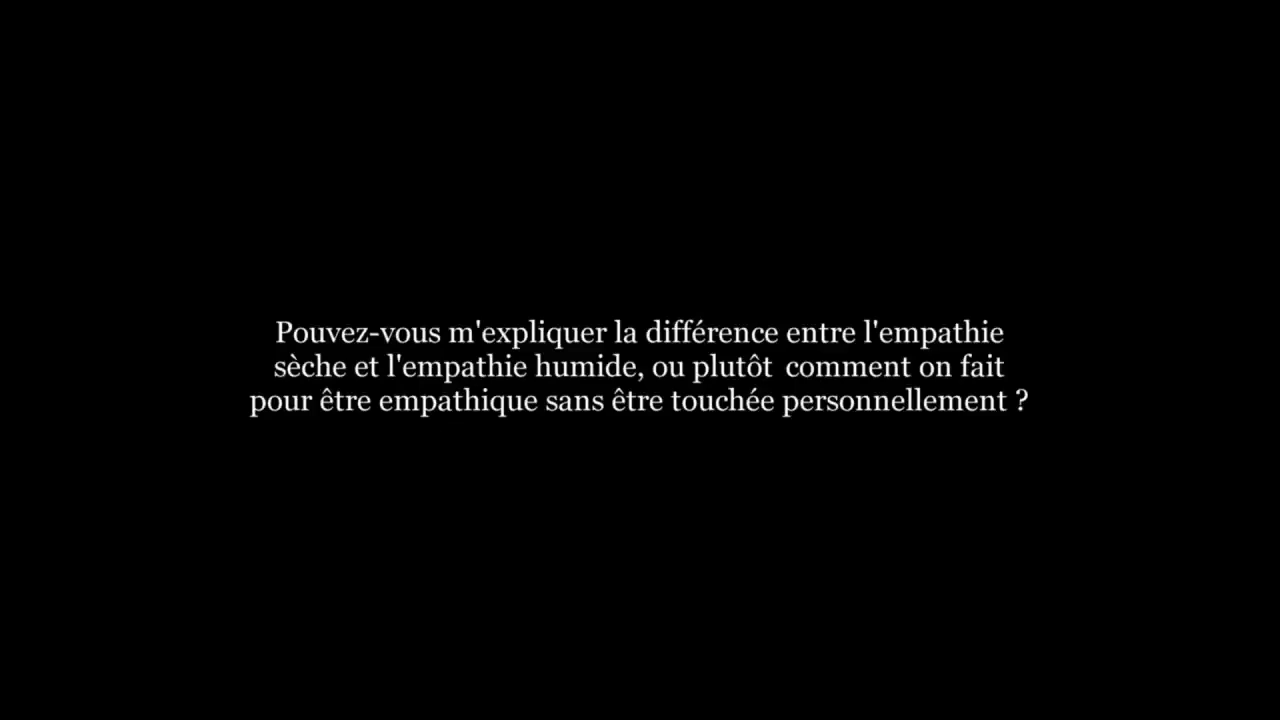 Pouvez-vous m'expliquer la différence entre l'empathie
sèche et l'empathie humide, ou plutôt comment on fait
pour être empathique sans être touchée personnellement ?